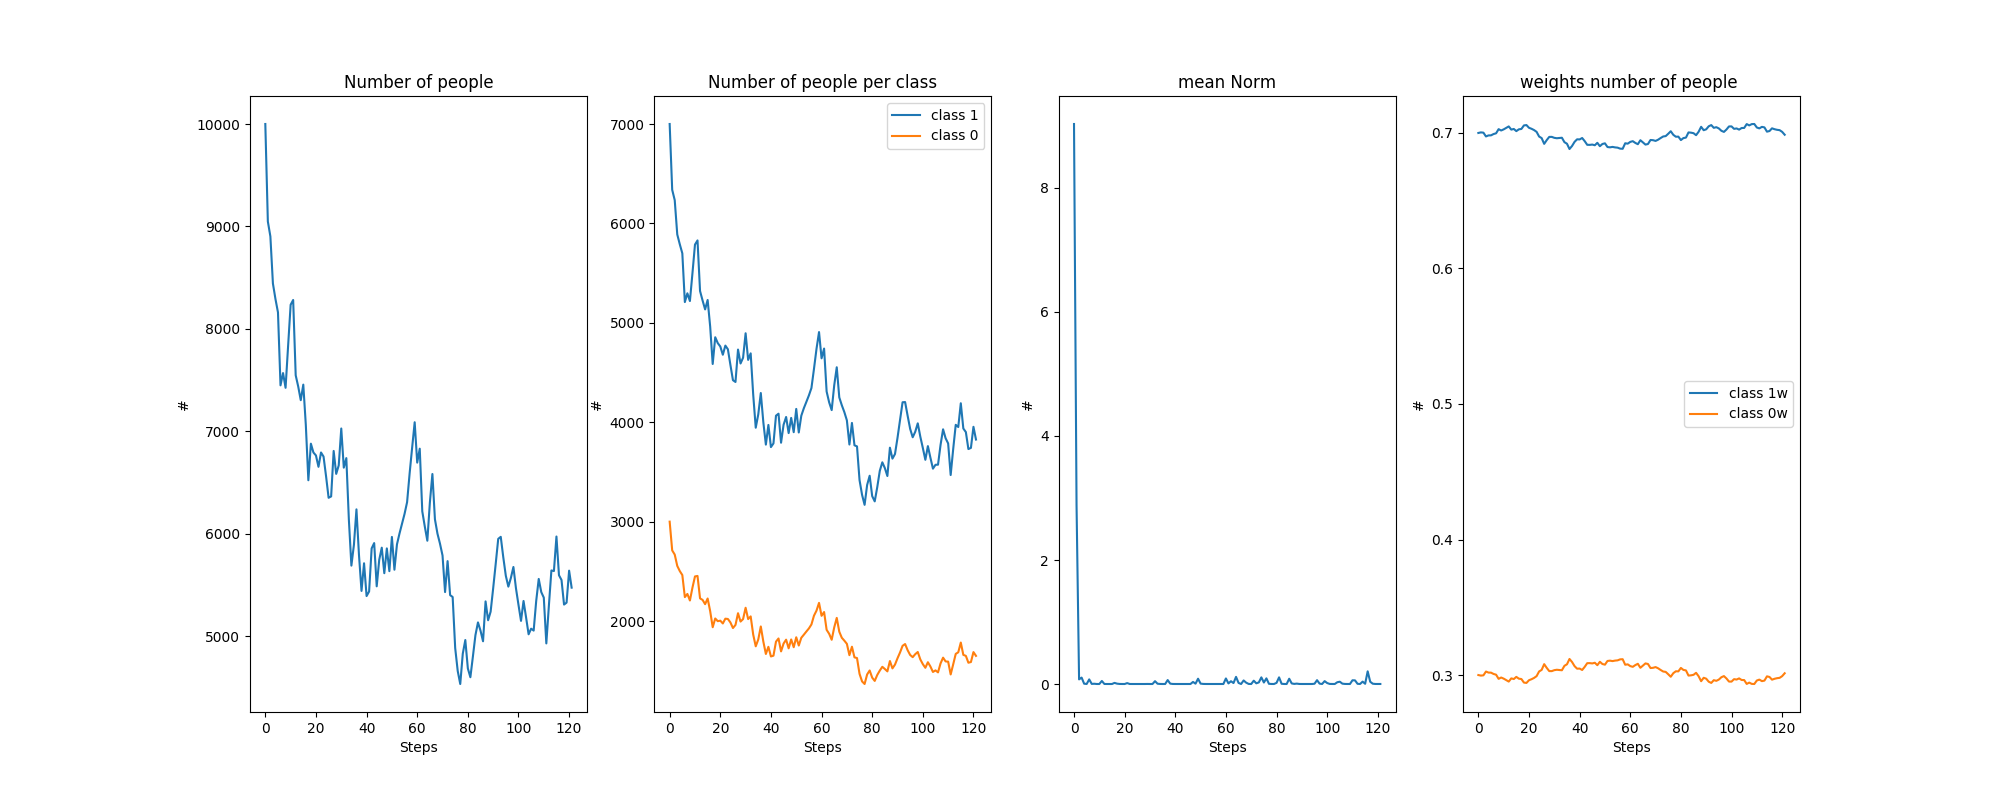 Number of people
10000
9000
8000
7000
6000
5000
#
0 20 40 60 80 100 120
Steps
Number of people per class
class 1
class 0
7000
6000
5000
4000
3000
2000
#
0 20 40 60 80 100 120
Steps
mean Norm
8
6
4
2
0
#
0 20 40 60 80 100 120
Steps
weights number of people
0.7
0.6
0.5
0.4
0.3
#
class 1w
class 0w
0 20 40 60 80 100 120
Steps